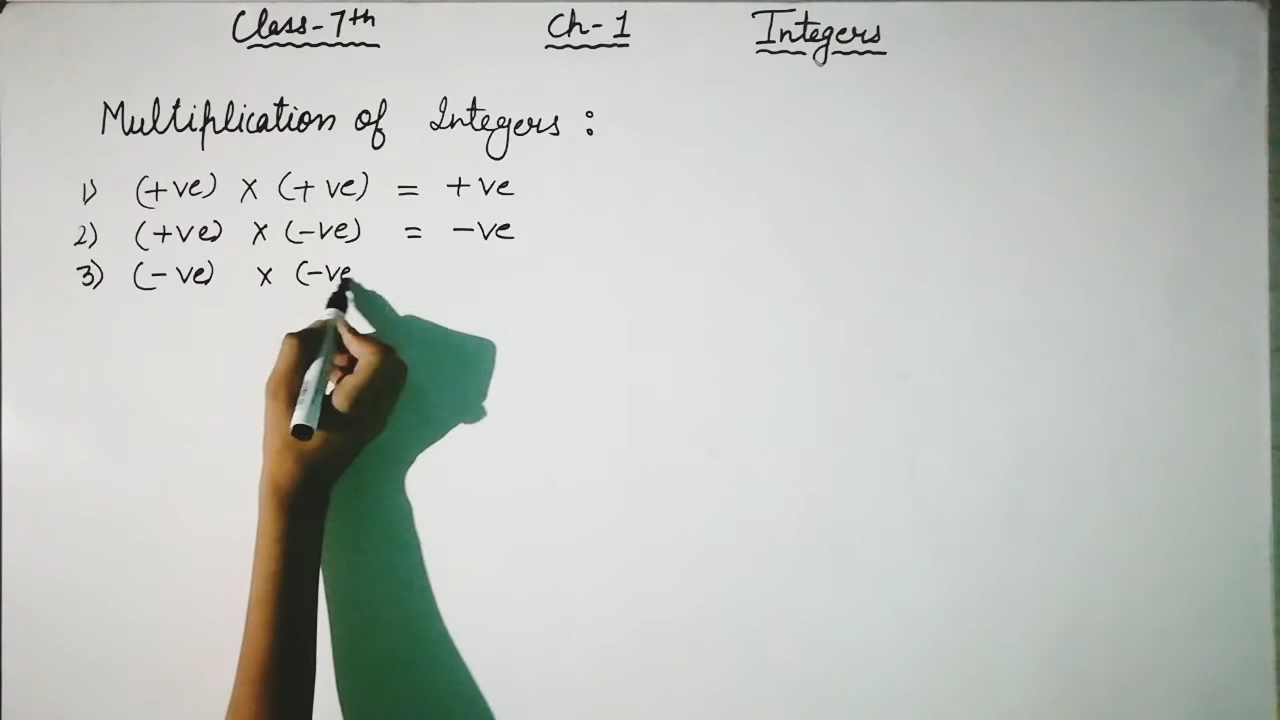 Class-7th Ch-1 Integers
Multiplication of Integers :
1) (+ve) × (+ve) = +ve
2) (+ve) × (-ve) = -ve
3) (-ve) × (-ve